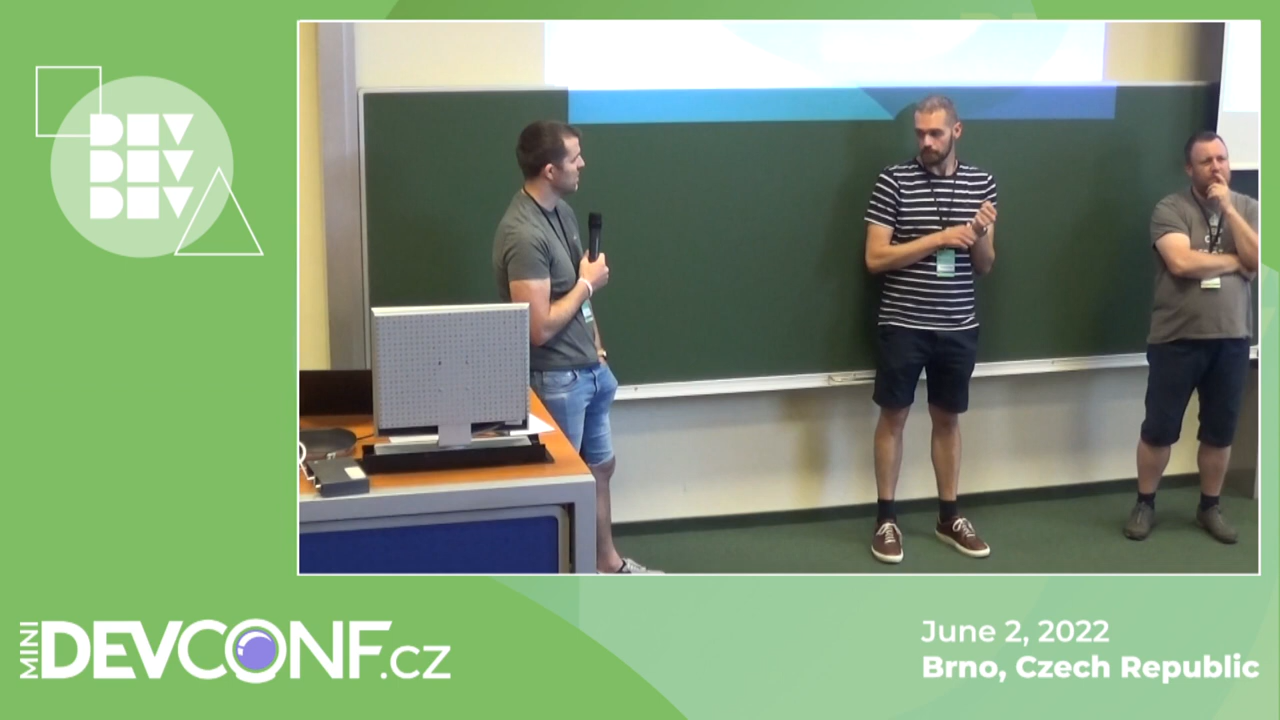 DEV
DEV
DEV
MINI
DEVCONF.cz
June 2, 2022
Brno, Czech Republic